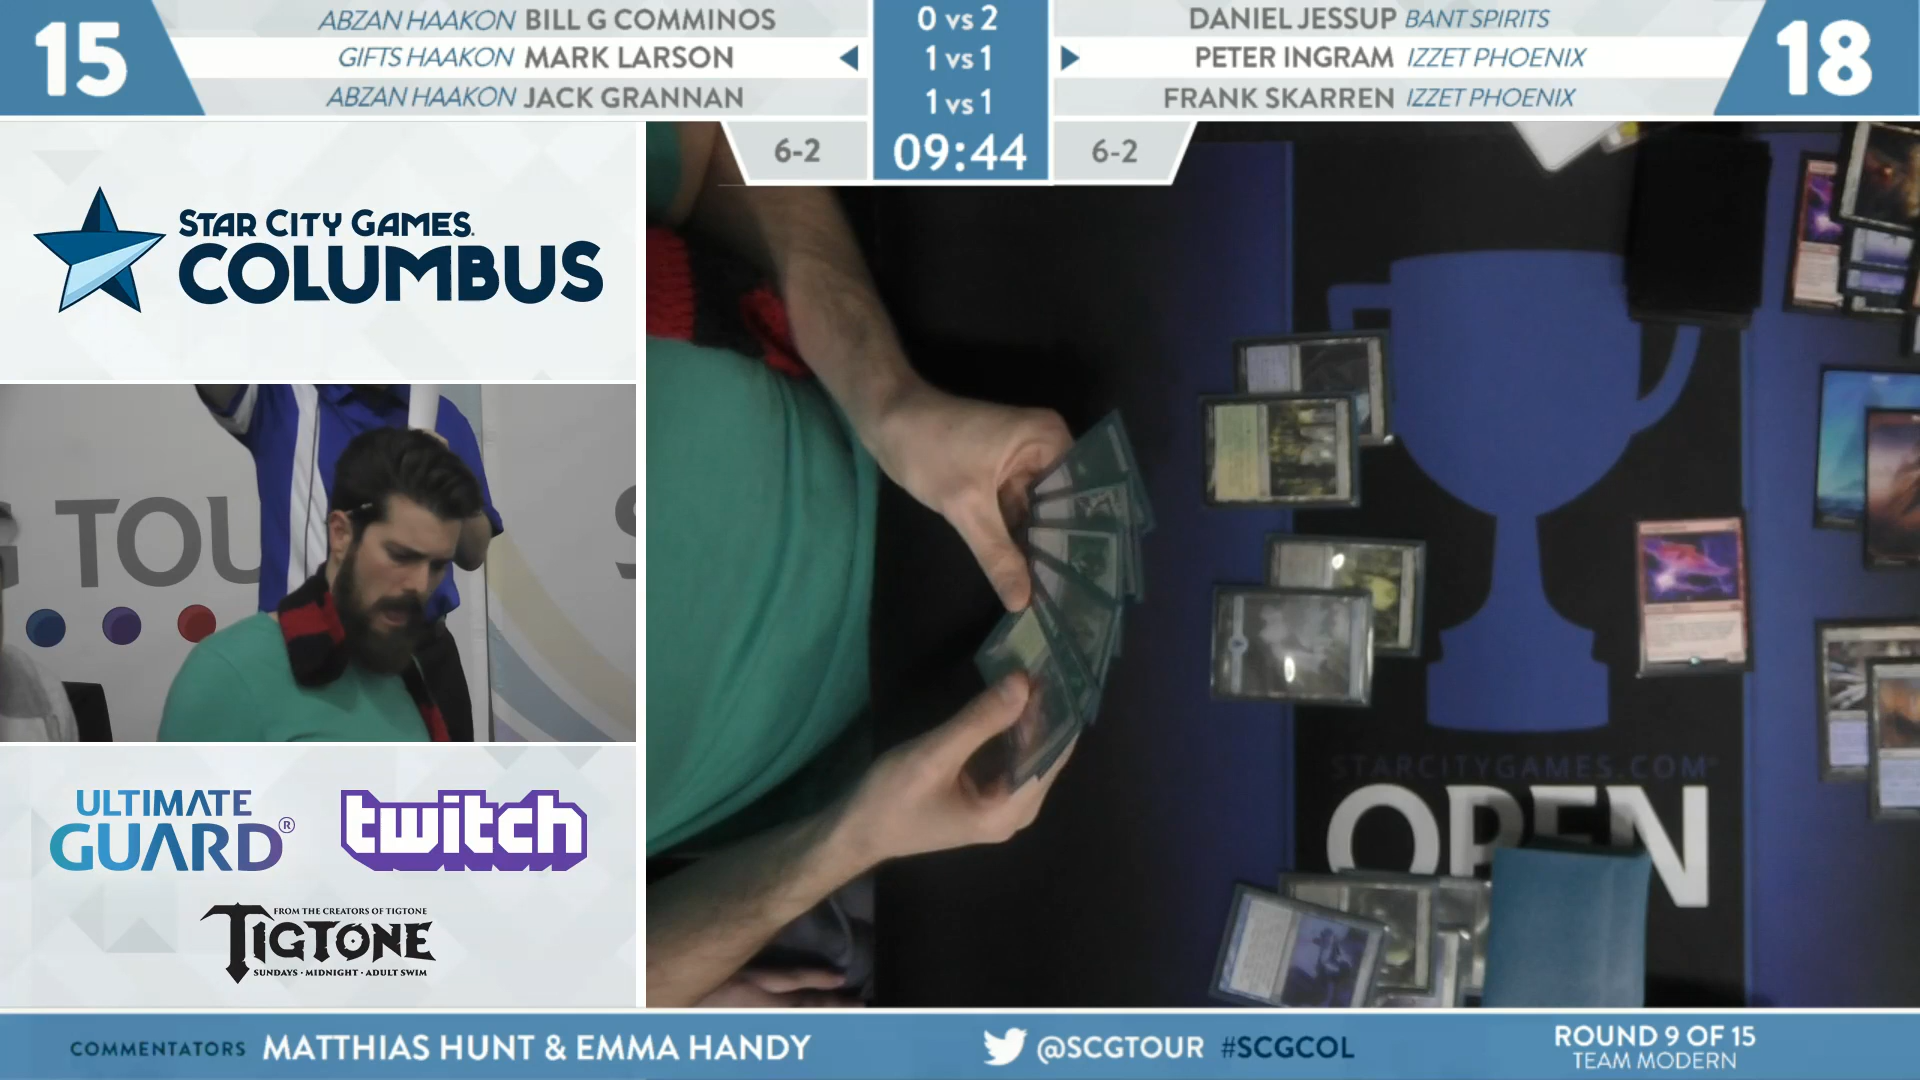 15
ABZAN HAAKON BILL G COMMINOS
0 vs 2
DANIEL JESSUP BANT SPIRITS
18
GIFTS HAAKON MARK LARSON
1 vs 1
PETER INGRAM IZZET PHOENIX
ABZAN HAAKON JACK GRANNAN
1 vs 1
FRANK SKARREN IZZET PHOENIX
6-2
09:44
6-2
STAR CITY GAMES.
COLUMBUS
G TOU
STARCITYGAMES.COM
OPEN
ULTIMATE
GUARD®
twitch
FROM THE CREATORS OF TIGTONE
TIGTONE
SUNDAYS · MIDNIGHT · ADULT SWIM
COMMENTATORS MATTHIAS HUNT & EMMA HANDY
@SCGTOUR #SCGCOL
ROUND 9 OF 15
TEAM MODERN